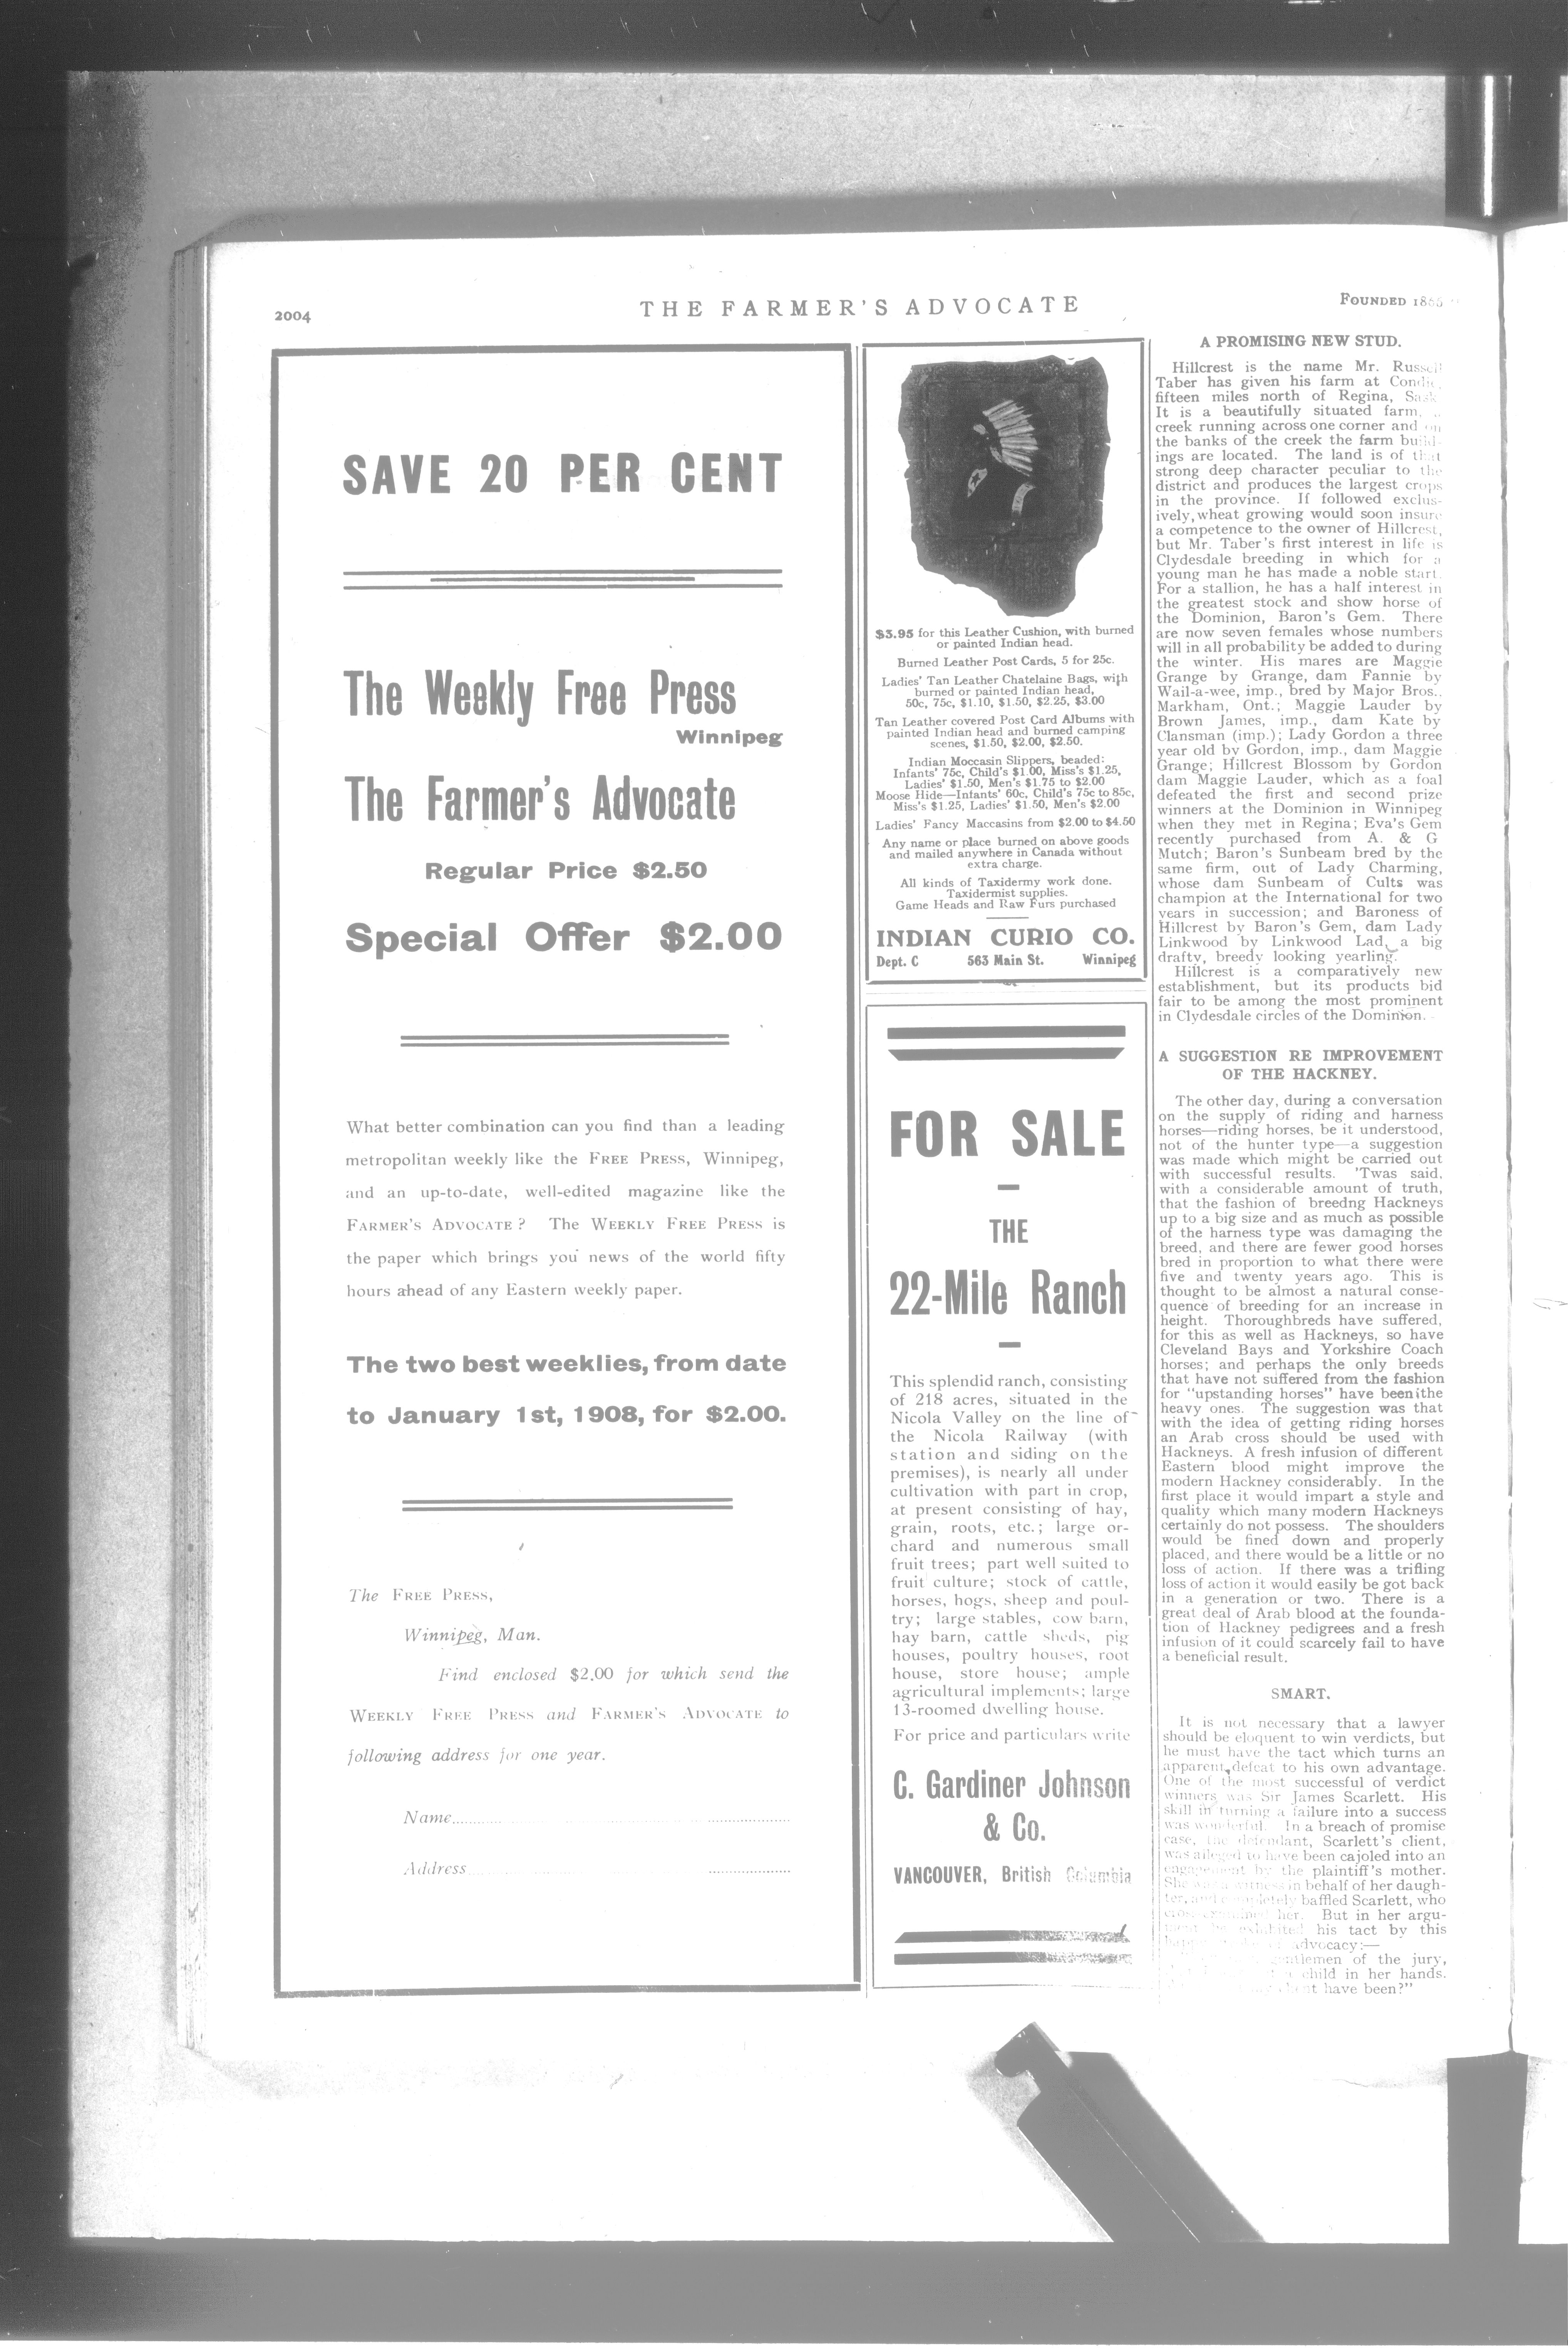 2004
THE FARMER'S ADVOCATE
FOUNDED
SAVE 20 PER CENT
The Weekly Free Press
Winnipeg
The Farmer's Advocate
Regular Price $2.50
Special Offer $2.00
What better combination can you find than a leading
metropolitan weekly like the FREE PRESS, Winnipeg,
and an up-to-date, well-edited magazine like the
FARMER'S ADVOCATE? The WEEKLY FREE PRESS is
the paper which brings you news of the world fifty
hours ahead of any Eastern weekly paper.
The two best weeklies, from date
to January 1st, 1908, for $2.00.
The FREE PRESS,
Winnipeg, Man.
Find enclosed $2.00 for which send the
WEEKLY FREE PRESS and FARMER'S ADVOCATE to
following address for one year.
Name
Address
$3.95 for this Leather Cushion, with burned
or painted Indian head.
Burned Leather Post Cards, 5 for 25c.
Ladies' Tan Leather Chatelaine Bags, with
burned or painted Indian head,
50c, 75c, $1.10, $1.50, $2.25, $3.00
Tan Leather covered Post Card Albums with
painted Indian head and burned camping
scenes, $1.50, $2.00, $2.50.
Indian Moccasin Slippers, beaded:
Infants' 75c, Child's $1.00, Miss's $1.25,
Ladies' $1.50, Men's $1.75 to $2.00
Moose Hide—Infants' 60c, Child's 75c to 85c,
Miss's $1.25, Ladies' $1.50, Men's $2.00
Ladies' Fancy Maccasins from $2.00 to $4.50
Any name or place burned on above goods
and mailed anywhere in Canada without
extra charge.
All kinds of Taxidermy work done.
Taxidermist supplies.
Game Heads and Raw Furs purchased
INDIAN CURIO CO.
Dept. C 563 Main St. Winnipeg
FOR SALE
THE
22-Mile Ranch
This splendid ranch, consisting
of 218 acres, situated in the
Nicola Valley on the line of
the Nicola Railway (with
station and siding on the
premises), is nearly all under
cultivation with part in crop,
at present consisting of hay,
grain, roots, etc.; large or-
chard and numerous small
fruit trees; part well suited to
fruit culture; stock of cattle,
horses, hogs, sheep and poul-
try; large stables, cow barn,
hay barn, cattle sheds, pig
houses, poultry houses, root
house, store house; ample
agricultural implements; large
13-roomed dwelling house.
For price and particulars write
C. Gardiner Johnson
& Co.
VANCOUVER, British Columbia
A PROMISING NEW STUD.
Hillcrest is the name Mr. Russell
Taber has given his farm at Condie,
fifteen miles north of Regina, Sask.
It is a beautifully situated farm,
creek running across one corner and on
the banks of the creek the farm build-
ings are located. The land is of that
strong deep character peculiar to the
district and produces the largest crops
in the province. If followed exclus-
ively, wheat growing would soon insure
a competence to the owner of Hillcrest,
but Mr. Taber's first interest in life is
Clydesdale breeding in which for a
young man he has made a noble start.
For a stallion, he has a half interest in
the greatest stock and show horse of
the Dominion, Baron's Gem. There
are now seven females whose numbers
will in all probability be added to during
the winter. His mares are Maggie
Grange by Grange, dam Fannie by
Wail-a-wee, imp., bred by Major Bros.,
Markham, Ont.; Maggie Lauder by
Brown James, imp., dam Kate by
Clansman (imp.); Lady Gordon a three
year old by Gordon, imp., dam Maggie
Grange; Hillcrest Blossom by Gordon
dam Maggie Lauder, which as a foal
defeated the first and second prize
winners at the Dominion in Winnipeg
when they met in Regina; Eva's Gem
recently purchased from A. & G
Mutch; Baron's Sunbeam bred by the
same firm, out of Lady Charming,
whose dam Sunbeam of Cults was
champion at the International for two
years in succession; and Baroness of
Hillcrest by Baron's Gem, dam Lady
Linkwood by Linkwood Lad, a big
drafty, breedy looking yearling.
Hillcrest is a comparatively new
establishment, but its products bid
fair to be among the most prominent
in Clydesdale circles of the Dominion.
A SUGGESTION RE IMPROVEMENT
OF THE HACKNEY.
The other day, during a conversation
on the supply of riding and harness
horses—riding horses, be it understood,
not of the hunter type—a suggestion
was made which might be carried out
with successful results. 'Twas said,
with a considerable amount of truth,
that the fashion of breedng Hackneys
up to a big size and as much as possible
of the harness type was damaging the
breed, and there are fewer good horses
bred in proportion to what there were
five and twenty years ago. This is
thought to be almost a natural conse-
quence of breeding for an increase in
height. Thoroughbreds have suffered,
for this as well as Hackneys, so have
Cleveland Bays and Yorkshire Coach
horses; and perhaps the only breeds
that have not suffered from the fashion
for "upstanding horses" have been the
heavy ones. The suggestion was that
with the idea of getting riding horses
an Arab cross should be used with
Hackneys. A fresh infusion of different
Eastern blood might improve the
modern Hackney considerably. In the
first place it would impart a style and
quality which many modern Hackneys
certainly do not possess. The shoulders
would be fined down and properly
placed, and there would be a little or no
loss of action. If there was a trifling
loss of action it would easily be got back
in a generation or two. There is a
great deal of Arab blood at the founda-
tion of Hackney pedigrees and a fresh
infusion of it could scarcely fail to have
a beneficial result.
SMART.
It is not necessary that a lawyer
should be eloquent to win verdicts, but
he must have the tact which turns an
apparent defeat to his own advantage.
One of the most successful of verdict
winners was Sir James Scarlett. His
skill in turning a failure into a success
was wonderful. In a breach of promise
case, the defendant, Scarlett's client,
was alleged to have been cajoled into an
engagement by the plaintiff's mother.
She was a witness in behalf of her daugh-
ter, and completely baffled Scarlett, who
cross-examined her. But in her argu-
ment he exhibited his tact by this
advocacy:—
gentlemen of the jury,
a child in her hands.
client have been?"